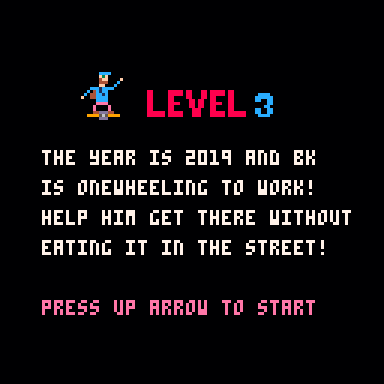 LEVEL 3
THE YEAR IS 2019 AND BK
IS ONEWHEELING TO WORK!
HELP HIM GET THERE WITHOUT
EATING IT IN THE STREET!
PRESS UP ARROW TO START